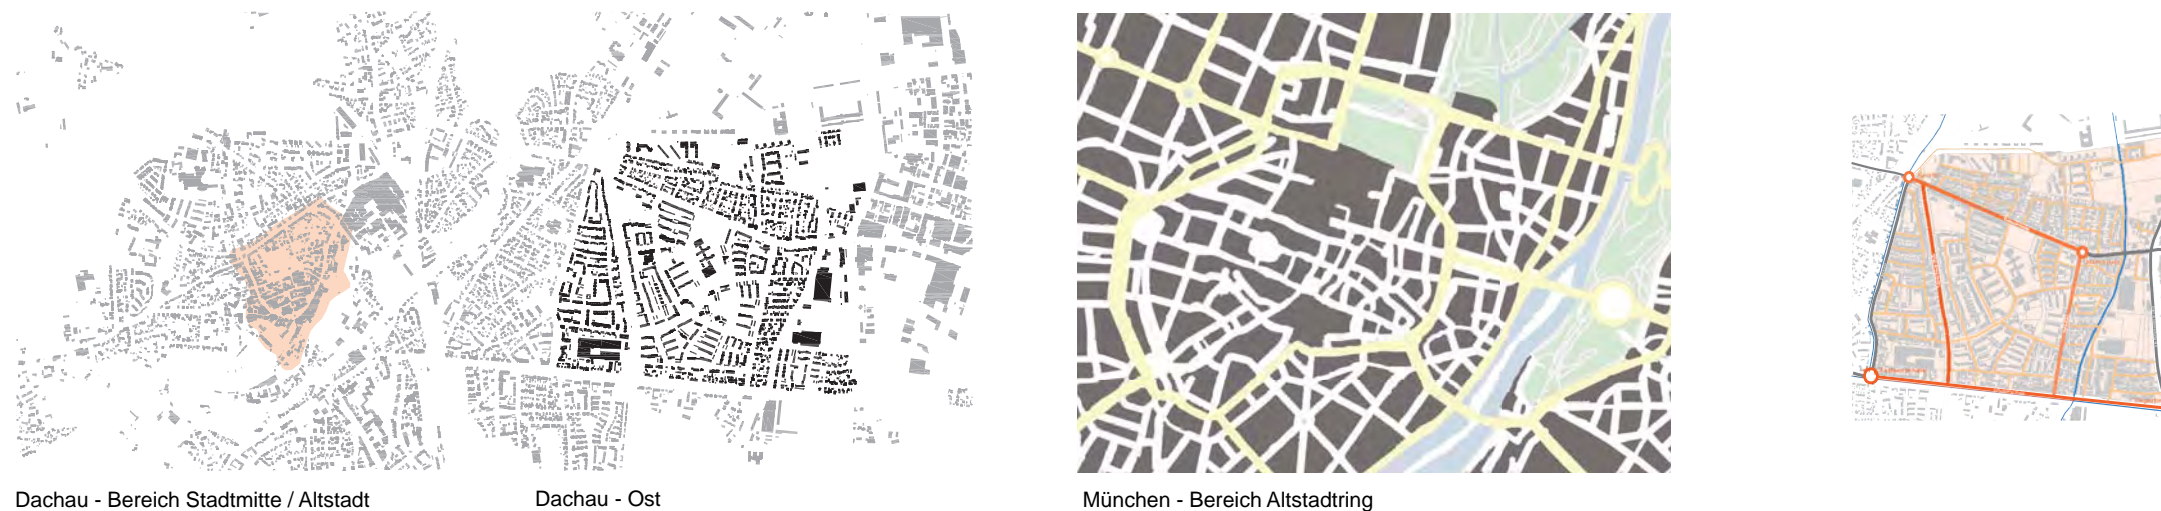 Dachau - Bereich Stadtmitte / Altstadt
Dachau - Ost
München - Bereich Altstadtring